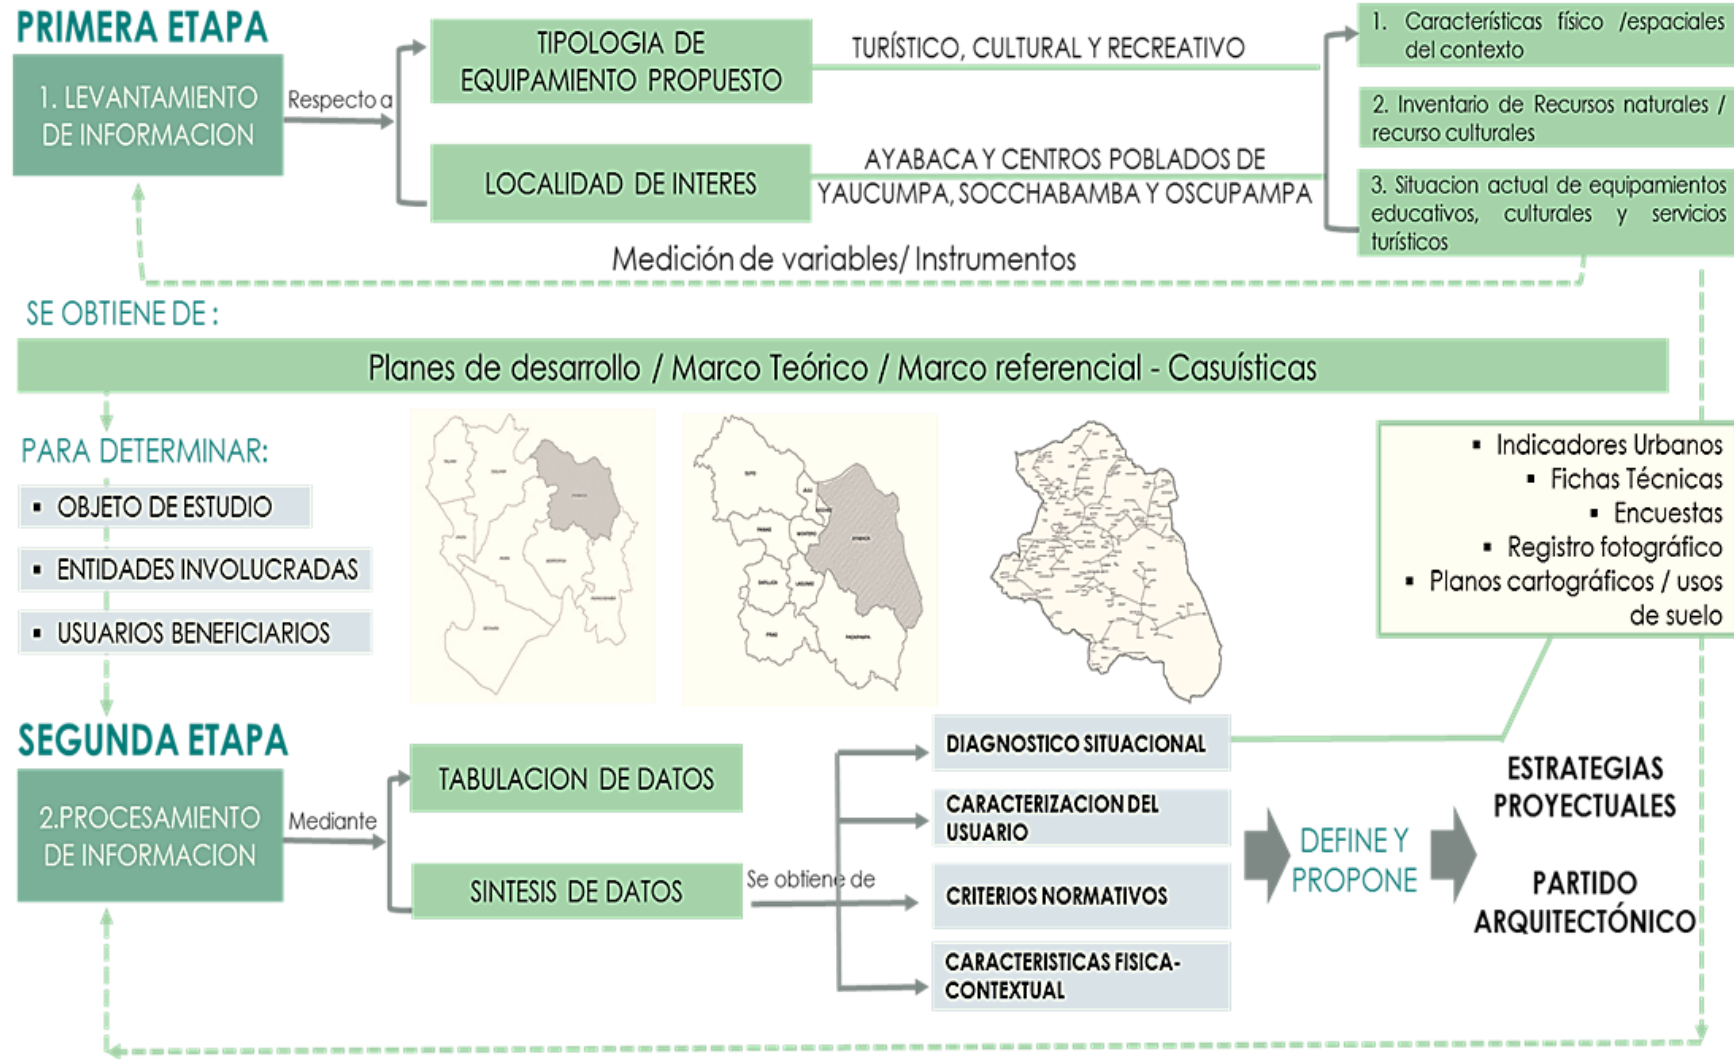 PRIMERA ETAPA
1. LEVANTAMIENTO
DE INFORMACION
Respecto a
TIPOLOGIA DE
EQUIPAMIENTO PROPUESTO
TURÍSTICO, CULTURAL Y RECREATIVO
LOCALIDAD DE INTERES
AYABACA Y CENTROS POBLADOS DE
YAUCUMPA, SOCCHABAMBA Y OSCUPAMPA
1. Características físico /espaciales
del contexto
2. Inventario de Recursos naturales /
recurso culturales
3. Situacion actual de equipamientos
educativos, culturales y servicios
turísticos
Medición de variables/ Instrumentos
SE OBTIENE DE :
Planes de desarrollo / Marco Teórico / Marco referencial - Casuísticas
PARA DETERMINAR:
▪ OBJETO DE ESTUDIO
▪ ENTIDADES INVOLUCRADAS
▪ USUARIOS BENEFICIARIOS
▪ Indicadores Urbanos
▪ Fichas Técnicas
▪ Encuestas
▪ Registro fotográfico
▪ Planos cartográficos / usos
de suelo
SEGUNDA ETAPA
2.PROCESAMIENTO
DE INFORMACION
Mediante
TABULACION DE DATOS
SINTESIS DE DATOS
Se obtiene de
DIAGNOSTICO SITUACIONAL
CARACTERIZACION DEL
USUARIO
CRITERIOS NORMATIVOS
CARACTERISTICAS FISICA-
CONTEXTUAL
DEFINE Y
PROPONE
ESTRATEGIAS
PROYECTUALES
PARTIDO
ARQUITECTÓNICO